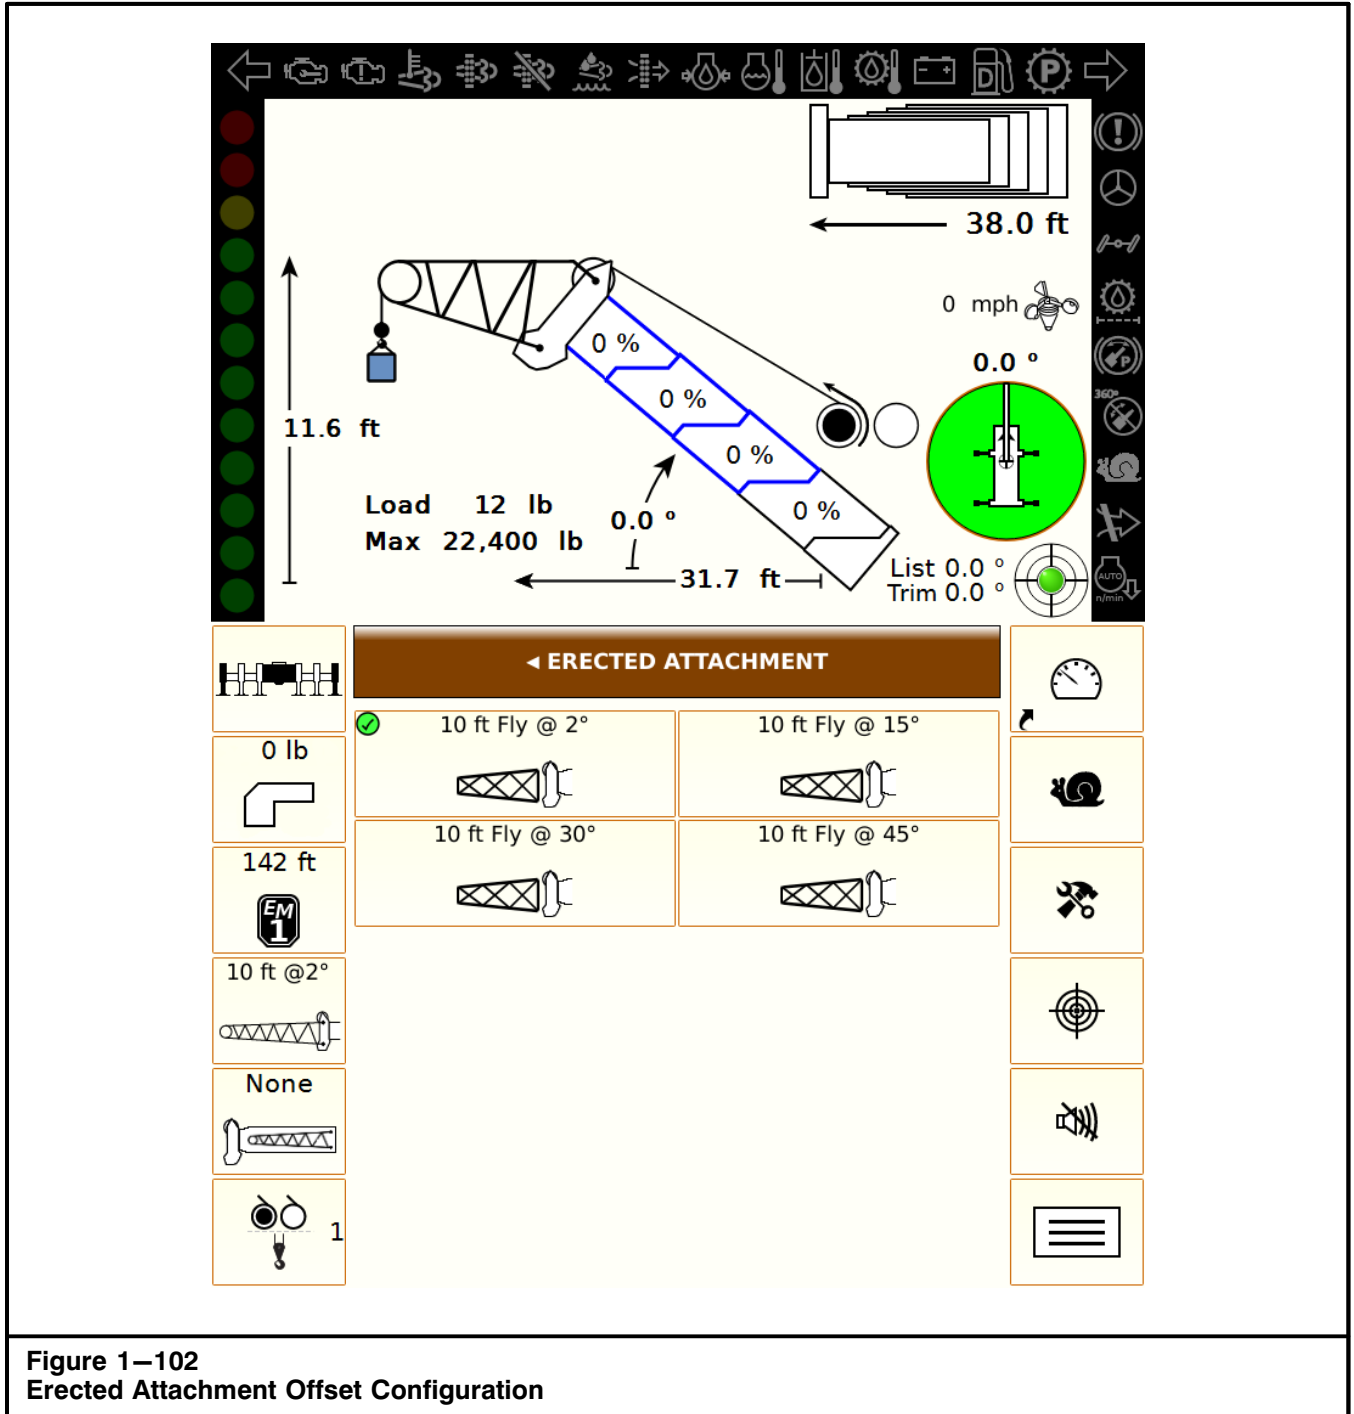 D
P
38.0 ft
0 mph
P
0.0 °
360°
0 %
0 %
0 %
0 %
11.6 ft
Load 12 lb
Max 22,400 lb
0.0 °
31.7 ft
List 0.0 °
Trim 0.0 °
AUTO
n/min
◄ ERECTED ATTACHMENT
0 lb
142 ft
EM
1
10 ft @2°
None
1
10 ft Fly @ 2°
10 ft Fly @ 15°
10 ft Fly @ 30°
10 ft Fly @ 45°
Figure 1–102
Erected Attachment Offset Configuration